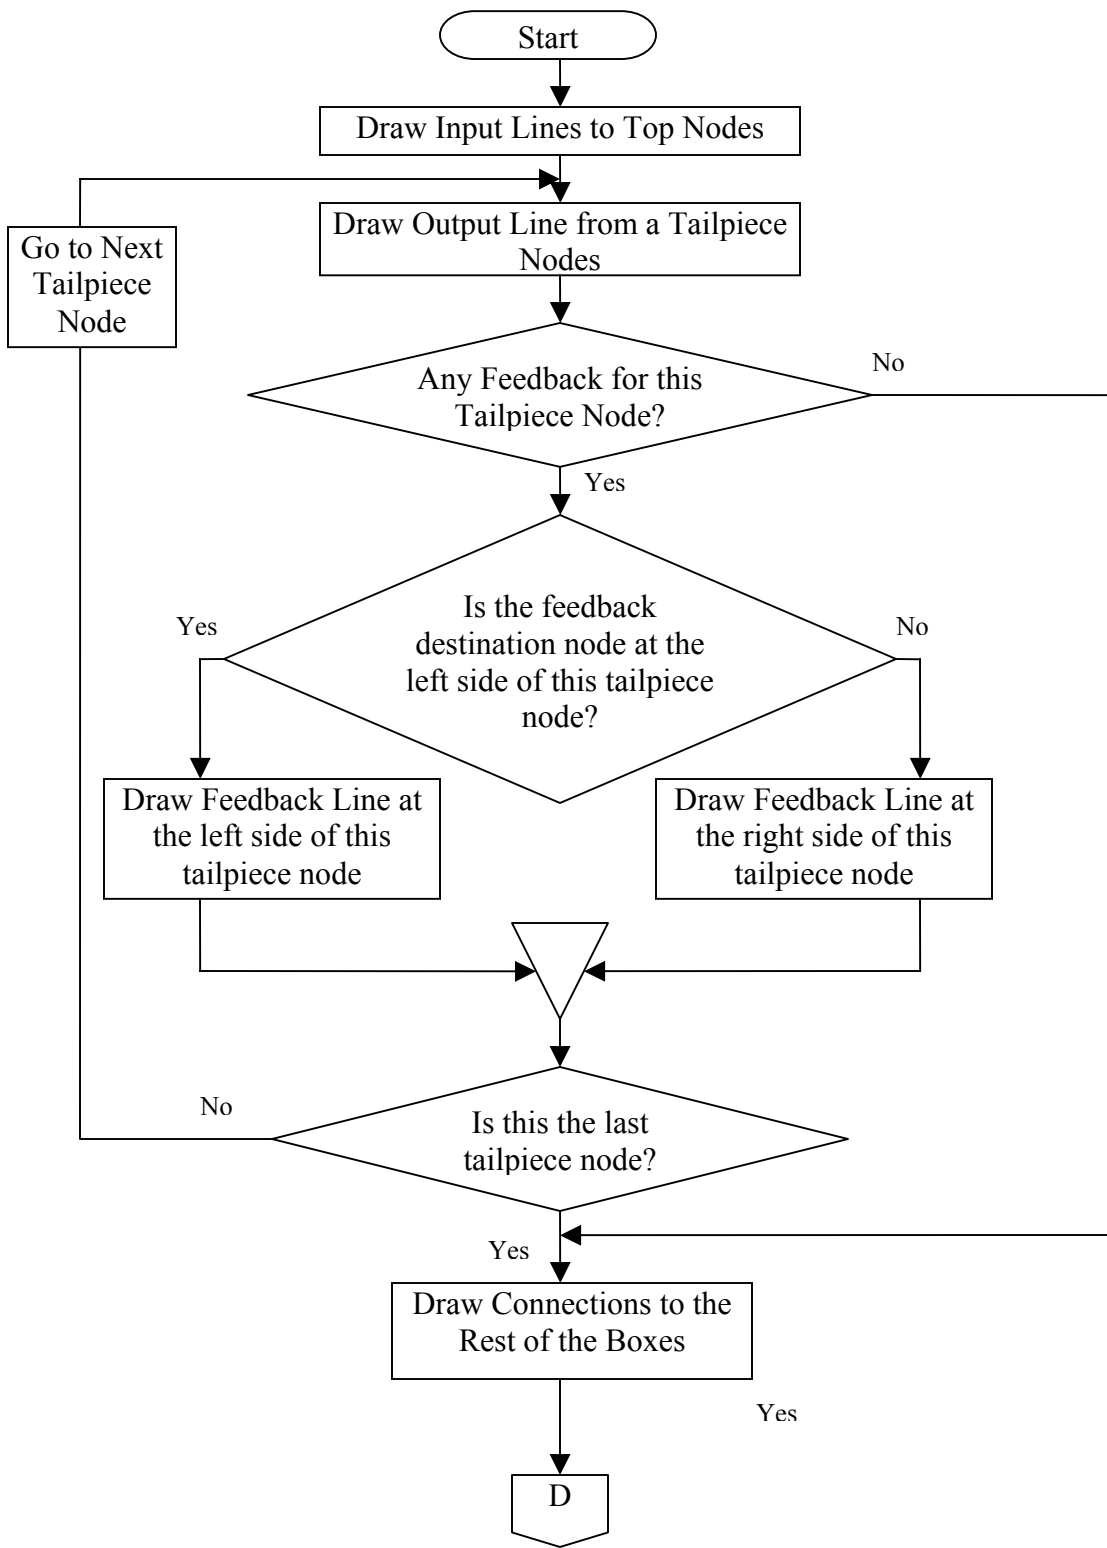 Start
Draw Input Lines to Top Nodes
Draw Output Line from a Tailpiece
Nodes
Go to Next
Tailpiece
Node
Any Feedback for this
Tailpiece Node?
No
Yes
Is the feedback
destination node at the
left side of this tailpiece
node?
Yes
No
Draw Feedback Line at
the left side of this
tailpiece node
Draw Feedback Line at
the right side of this
tailpiece node
Is this the last
tailpiece node?
No
Yes
Draw Connections to the
Rest of the Boxes
Yes
D